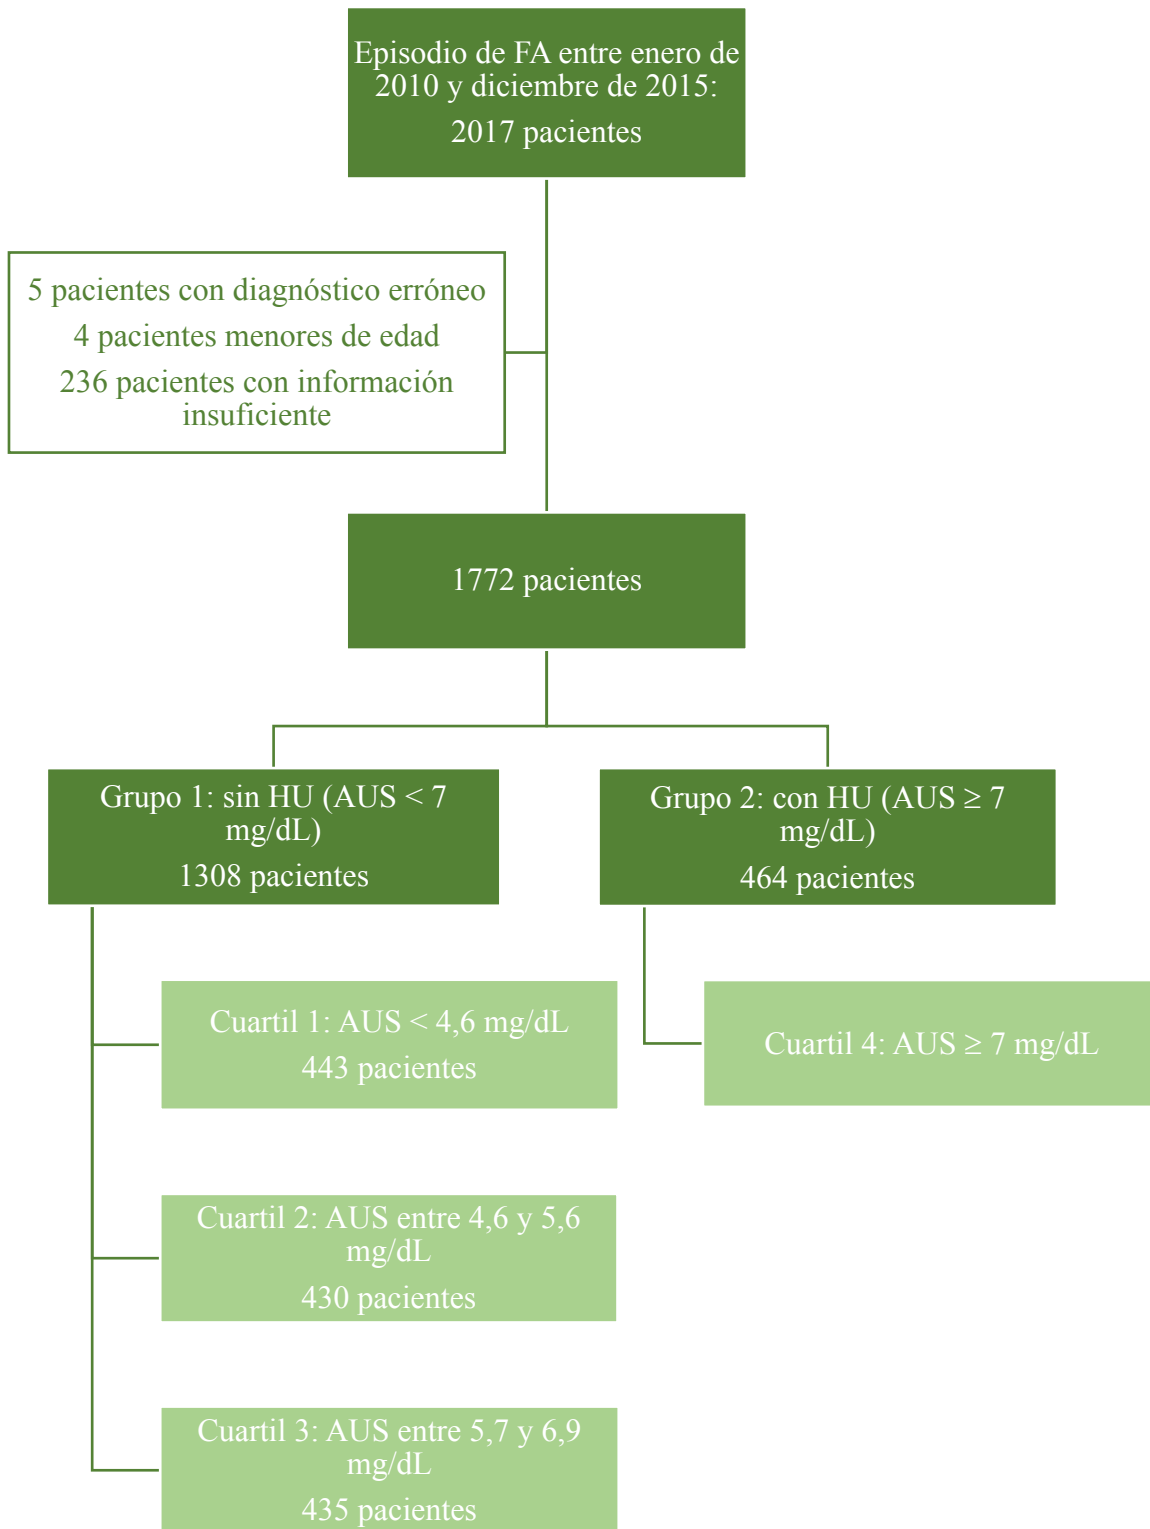 Episodio de FA entre enero de
2010 y diciembre de 2015:
2017 pacientes
5 pacientes con diagnóstico erróneo
4 pacientes menores de edad
236 pacientes con información
insuficiente
1772 pacientes
Grupo 1: sin HU (AUS < 7
mg/dL)
1308 pacientes
Grupo 2: con HU (AUS ≥ 7
mg/dL)
464 pacientes
Cuartil 1: AUS < 4,6 mg/dL
443 pacientes
Cuartil 4: AUS ≥ 7 mg/dL
Cuartil 2: AUS entre 4,6 y 5,6
mg/dL
430 pacientes
Cuartil 3: AUS entre 5,7 y 6,9
mg/dL
435 pacientes